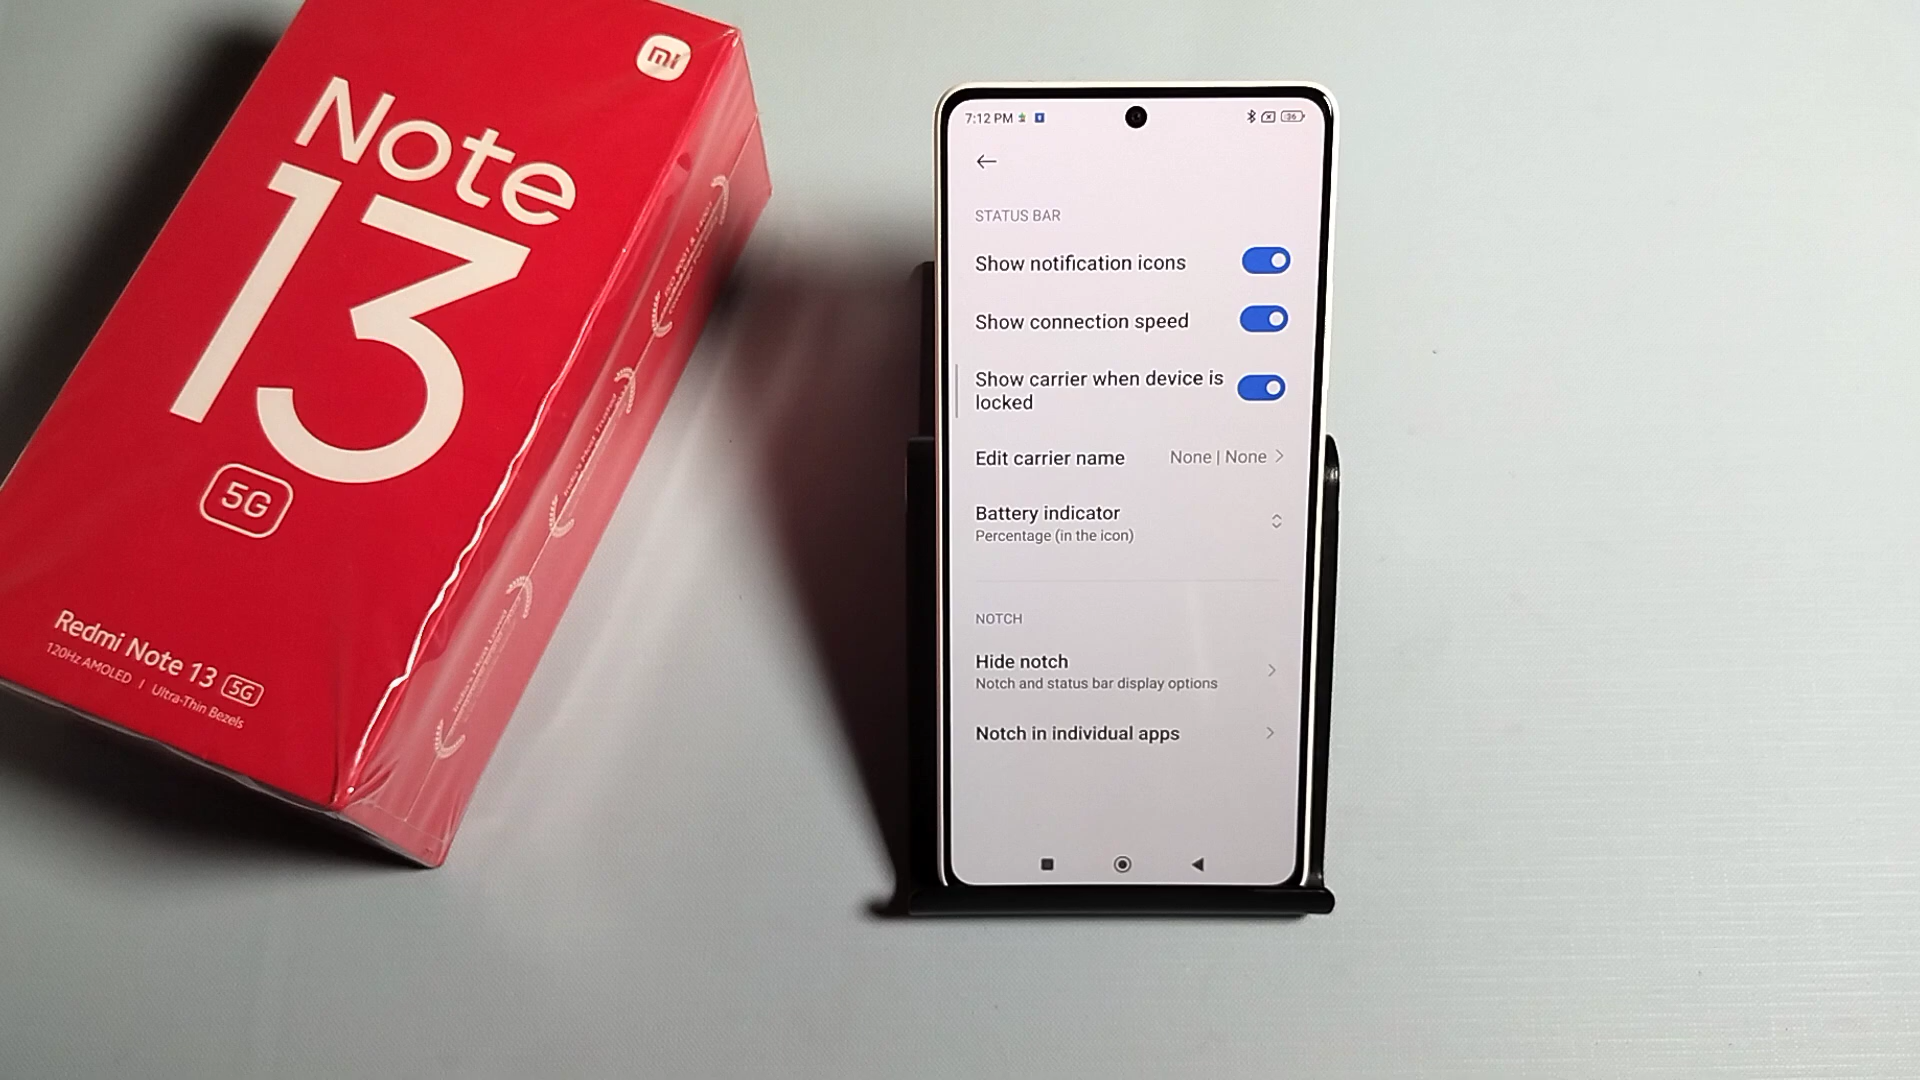 mi
Note
13
5G
Redmi Note 13 5G
120Hz AMOLED | Ultra-Thin Bezels
7:12 PM
36
STATUS BAR
Show notification icons
Show connection speed
Show carrier when device is
locked
Edit carrier name None | None
Battery indicator
Percentage (in the icon)
NOTCH
Hide notch
Notch and status bar display options
Notch in individual apps